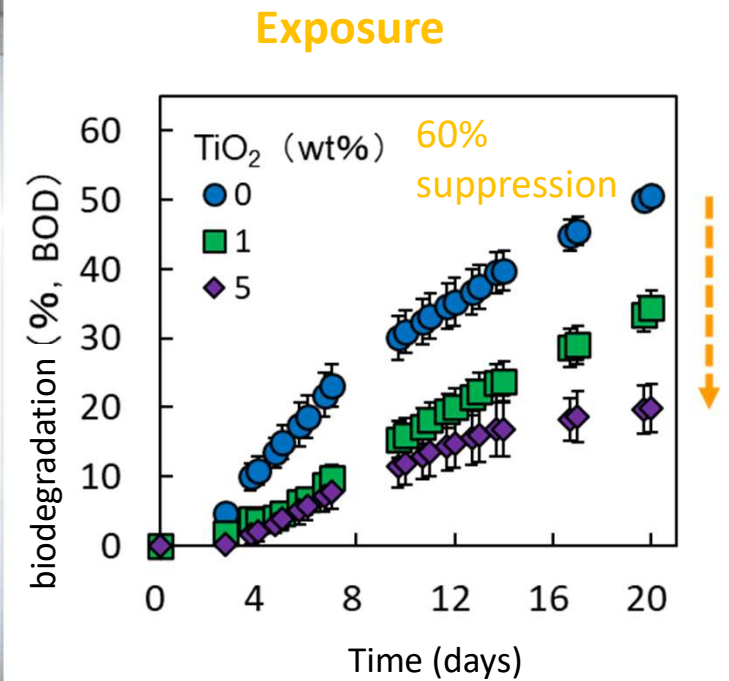 Exposure
TiO₂（wt%）
0
1
5
60%
suppression
biodegradation（%, BOD）
60
50
40
30
20
10
0
0 4 8 12 16 20
Time (days)